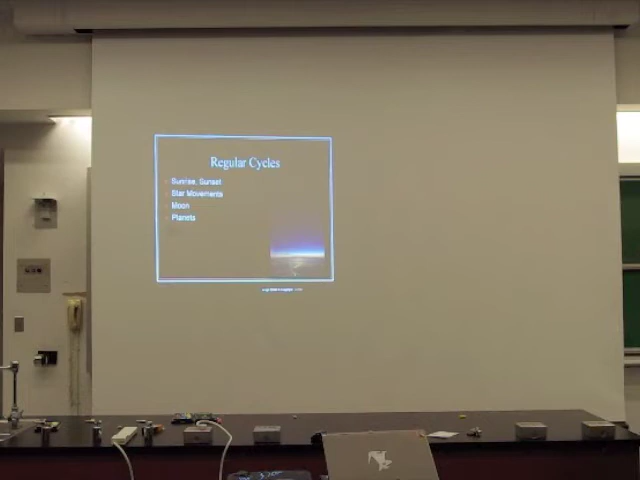 Regular Cycles
Sunrise, Sunset
Star Movements
Moon
Planets